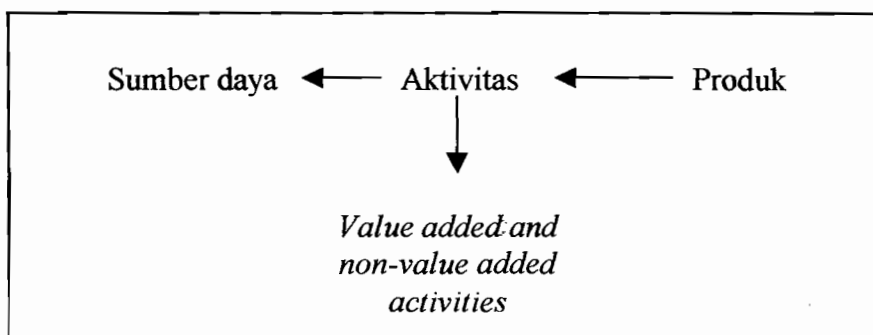 Sumber daya Aktivitas Produk
Value added and
non-value added
activities